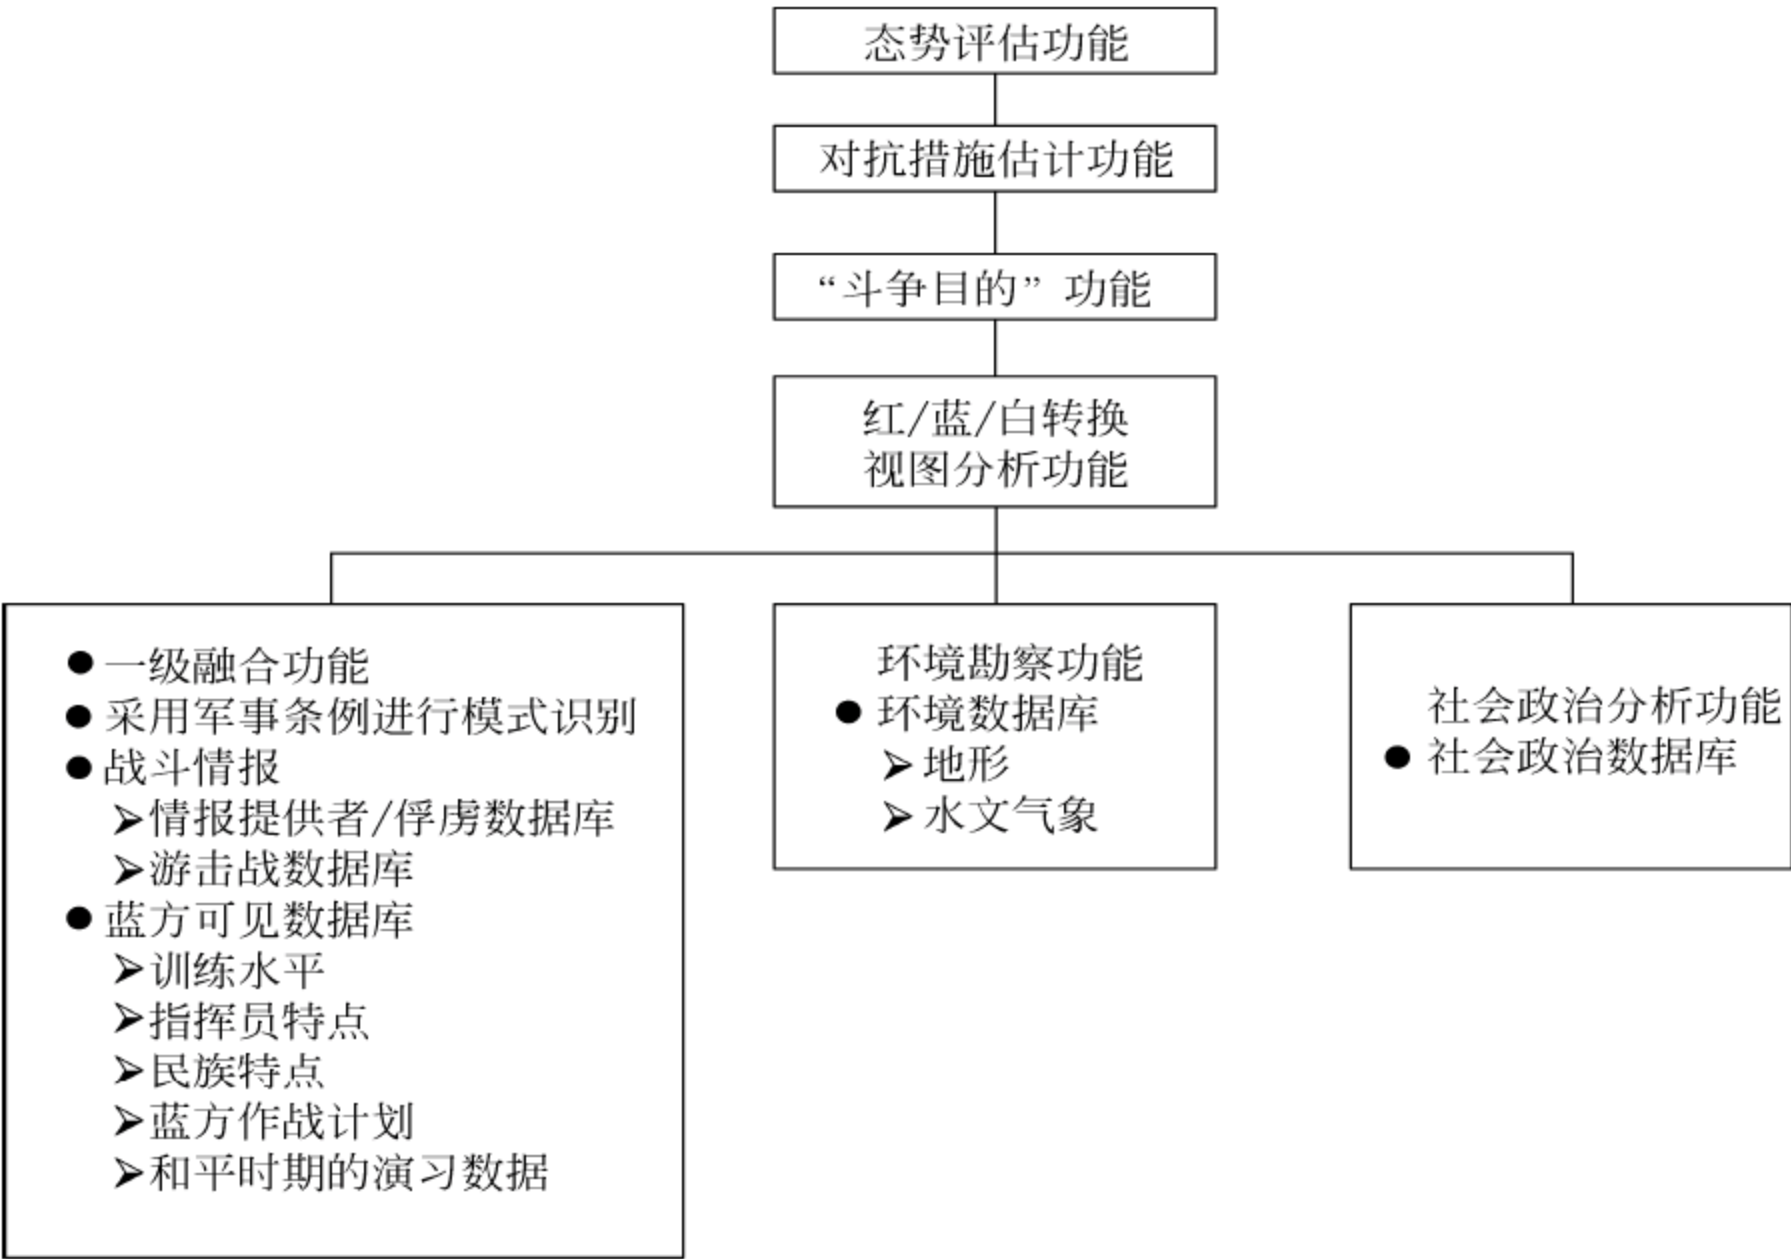 态势评估功能
对抗措施估计功能
“斗争目的”功能
红/蓝/白转换
视图分析功能
●一级融合功能
●采用军事条例进行模式识别
●战斗情报
➢情报提供者/俘虏数据库
➢游击战数据库
●蓝方可见数据库
➢训练水平
➢指挥员特点
➢民族特点
➢蓝方作战计划
➢和平时期的演习数据
环境勘察功能
●环境数据库
➢地形
➢水文气象
社会政治分析功能
●社会政治数据库